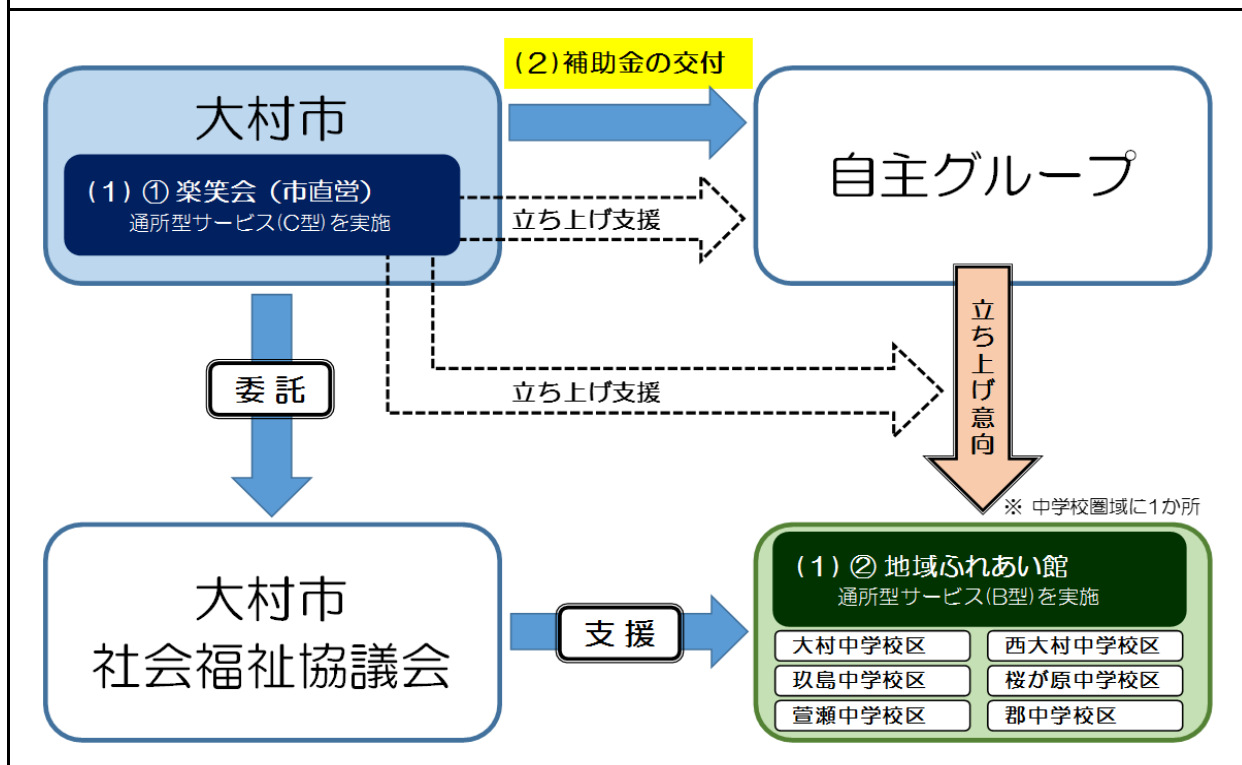 (2)補助金の交付
大村市
(1) ① 楽笑会（市直営）
通所型サービス(C型)を実施
自主グループ
立ち上げ支援
立ち上げ支援
立ち上げ意向
委託
※ 中学校圏域に1か所
大村市
社会福祉協議会
支援
(1) ② 地域ふれあい館
通所型サービス(B型)を実施
大村中学校区
西大村中学校区
玖島中学校区
桜が原中学校区
萱瀬中学校区
郡中学校区